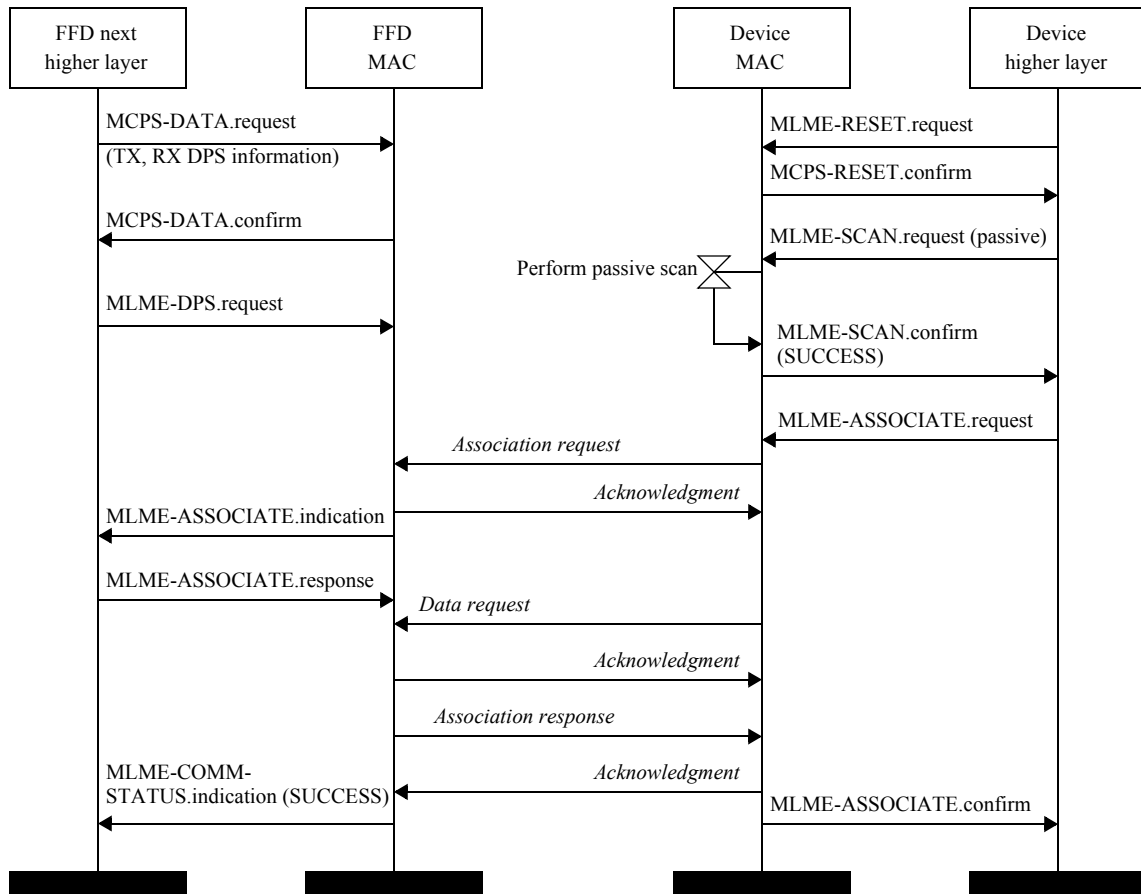 FFD next
higher layer
FFD
MAC
Device
MAC
Device
higher layer
MCPS-DATA.request
(TX, RX DPS information)
MLME-RESET.request
MCPS-RESET.confirm
MCPS-DATA.confirm
MLME-SCAN.request (passive)
Perform passive scan
MLME-DPS.request
MLME-SCAN.confirm
(SUCCESS)
MLME-ASSOCIATE.request
Association request
Acknowledgment
MLME-ASSOCIATE.indication
MLME-ASSOCIATE.response
Data request
Acknowledgment
Association response
MLME-COMM-
STATUS.indication (SUCCESS)
Acknowledgment
MLME-ASSOCIATE.confirm